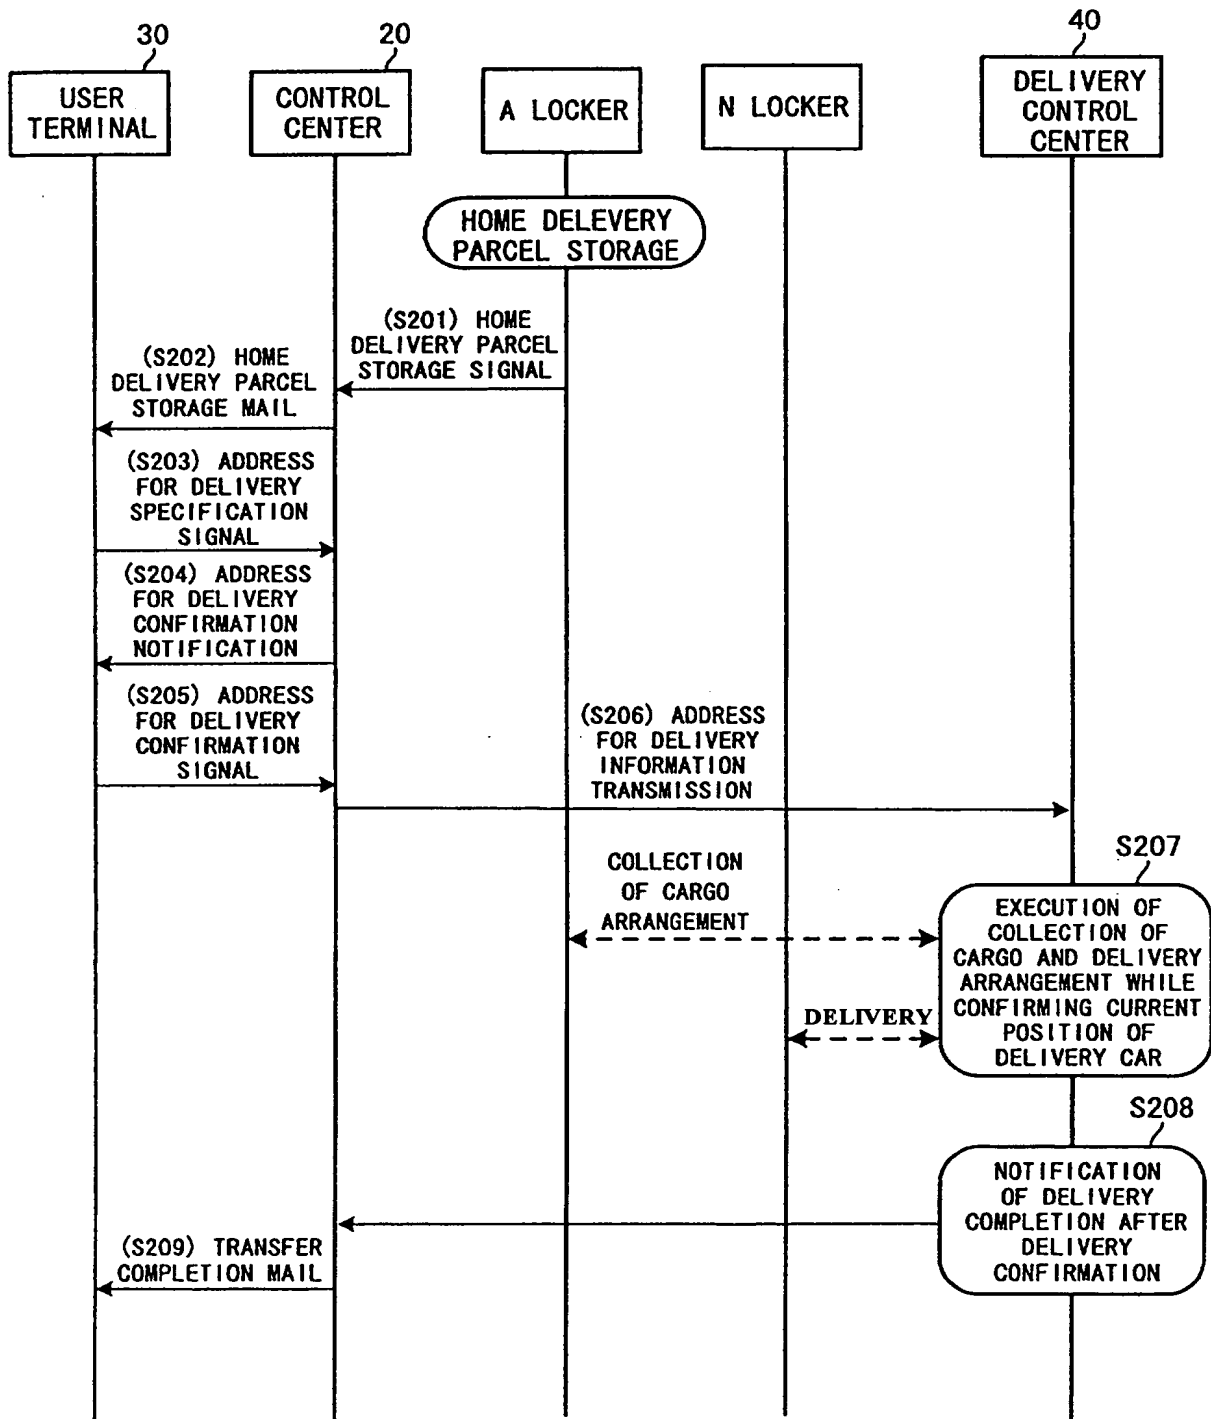 30
20
40
USER
TERMINAL
CONTROL
CENTER
A LOCKER
N LOCKER
DELIVERY
CONTROL
CENTER
HOME DELEVERY
PARCEL STORAGE
(S201) HOME
DELIVERY PARCEL
STORAGE SIGNAL
(S202) HOME
DELIVERY PARCEL
STORAGE MAIL
(S203) ADDRESS
FOR DELIVERY
SPECIFICATION
SIGNAL
(S204) ADDRESS
FOR DELIVERY
CONFIRMATION
NOTIFICATION
(S205) ADDRESS
FOR DELIVERY
CONFIRMATION
SIGNAL
(S206) ADDRESS
FOR DELIVERY
INFORMATION
TRANSMISSION
COLLECTION
OF CARGO
ARRANGEMENT
S207
EXECUTION OF
COLLECTION OF
CARGO AND DELIVERY
ARRANGEMENT WHILE
CONFIRMING CURRENT
POSITION OF
DELIVERY CAR
DELIVERY
S208
NOTIFICATION
OF DELIVERY
COMPLETION AFTER
DELIVERY
CONFIRMATION
(S209) TRANSFER
COMPLETION MAIL